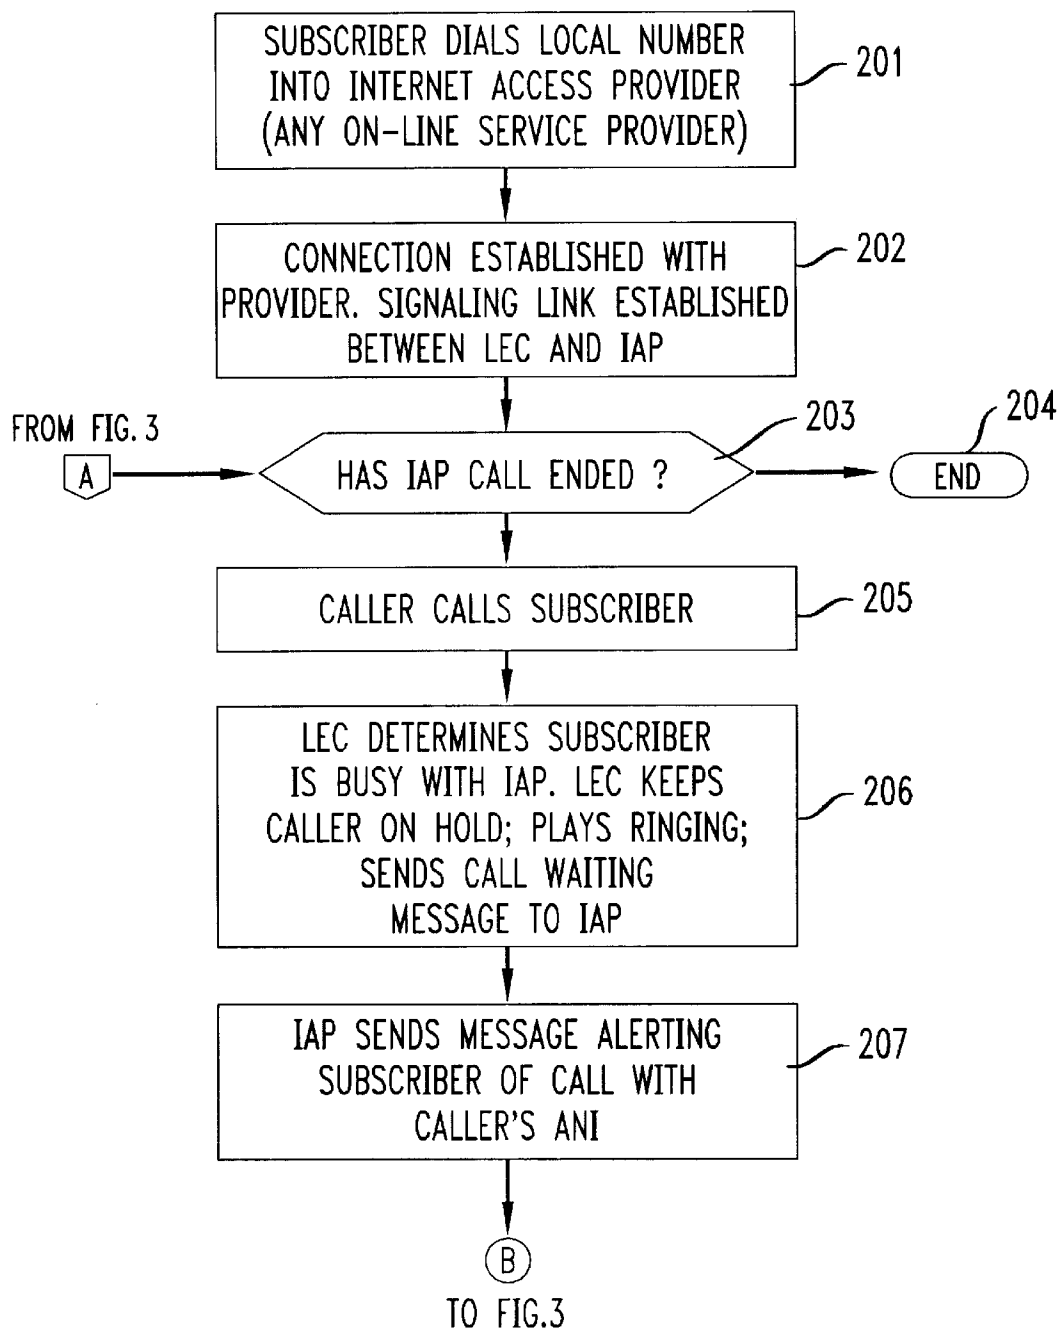 SUBSCRIBER DIALS LOCAL NUMBER
INTO INTERNET ACCESS PROVIDER
(ANY ON-LINE SERVICE PROVIDER)
201
CONNECTION ESTABLISHED WITH
PROVIDER. SIGNALING LINK ESTABLISHED
BETWEEN LEC AND IAP
202
FROM FIG. 3
A
HAS IAP CALL ENDED ?
203
204
END
CALLER CALLS SUBSCRIBER
205
LEC DETERMINES SUBSCRIBER
IS BUSY WITH IAP. LEC KEEPS
CALLER ON HOLD; PLAYS RINGING;
SENDS CALL WAITING
MESSAGE TO IAP
206
IAP SENDS MESSAGE ALERTING
SUBSCRIBER OF CALL WITH
CALLER'S ANI
207
B
TO FIG.3